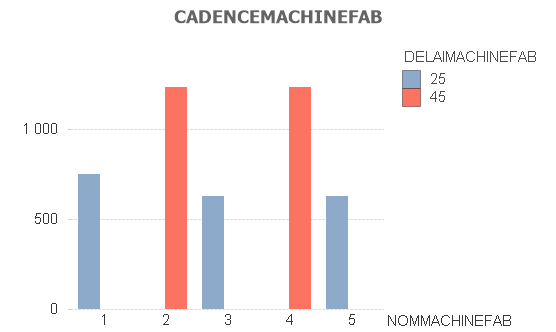 CADENCEMACHINEFAB
DELAIMACHINEFAB
25
45
1 000
500
0
1 2 3 4 5 NOMMACHINEFAB